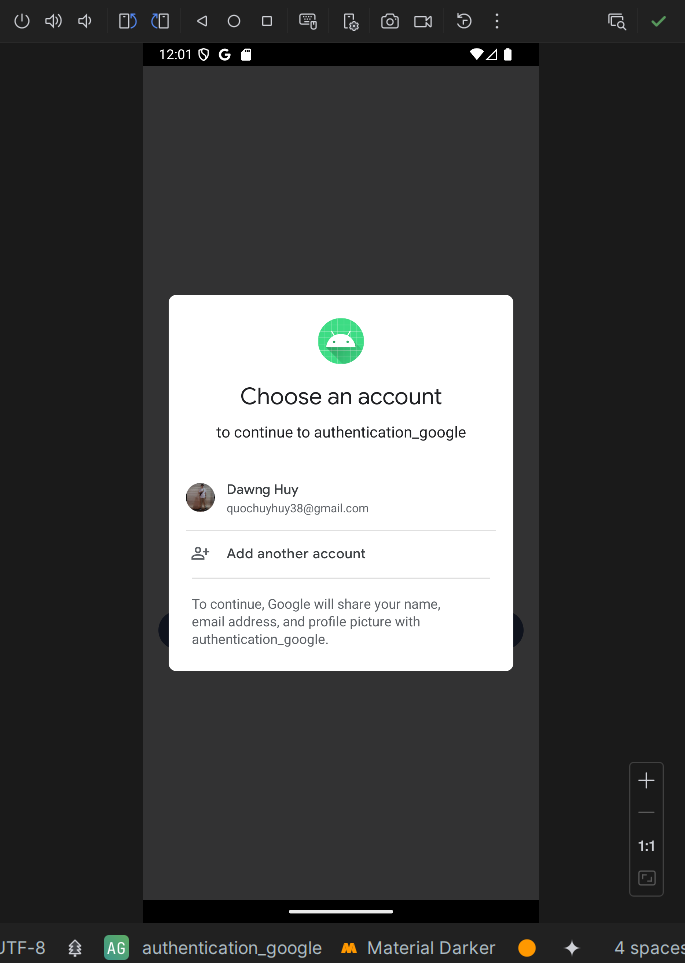 12:01
Choose an account
to continue to authentication_google
Dawng Huy
quochuyhuy38@gmail.com
Add another account
To continue, Google will share your name,
email address, and profile picture with
authentication_google.
1:1
UTF-8 AG authentication_google Material Darker 4 spaces